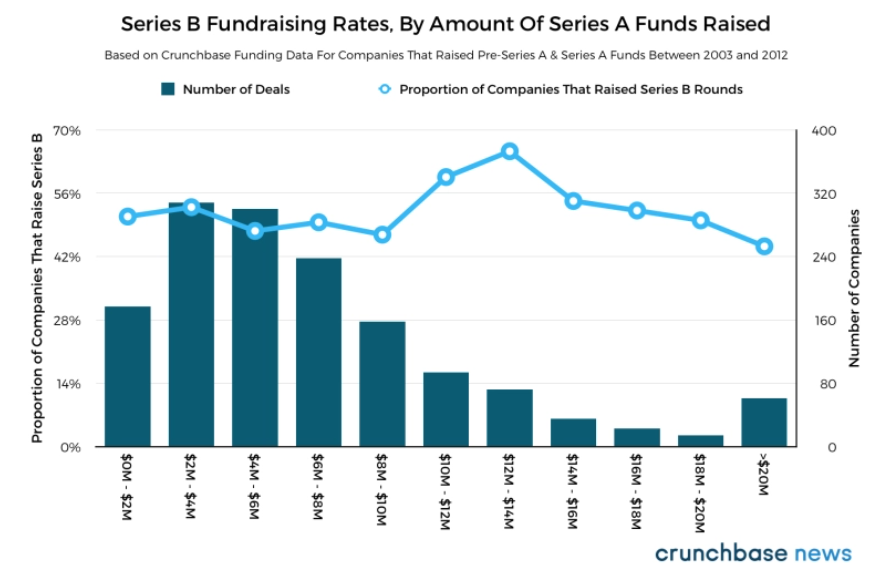 Series B Fundraising Rates, By Amount Of Series A Funds Raised
Based on Crunchbase Funding Data For Companies That Raised Pre-Series A & Series A Funds Between 2003 and 2012
Number of Deals
Proportion of Companies That Raised Series B Rounds
Proportion of Companies That Raise Series B
70%
56%
42%
28%
14%
0%
400
320
240
160
80
0
Number of Companies
$0M - $2M
$2M - $4M
$4M - $6M
$6M - $8M
$8M - $10M
$10M - $12M
$12M - $14M
$14M - $16M
$16M - $18M
$18M - $20M
>$20M
crunchbase news